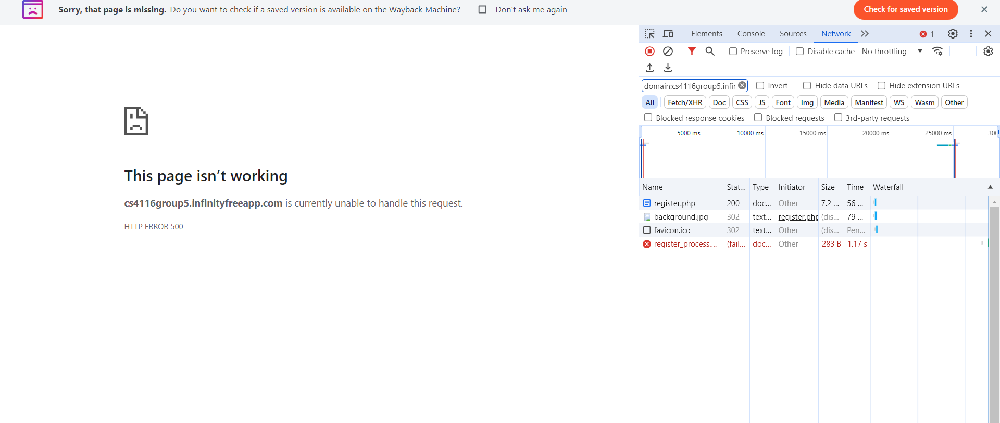 Sorry, that page is missing. Do you want to check if a saved version is available on the Wayback Machine? Don't ask me again Check for saved version
Elements Console Sources Network 1
Preserve log Disable cache No throttling
domain:cs4116group5.infir Invert Hide data URLs Hide extension URLs
All Fetch/XHR Doc CSS JS Font Img Media Manifest WS Wasm Other
Blocked response cookies Blocked requests 3rd-party requests
5000 ms 10000 ms 15000 ms 20000 ms 25000 ms 300
Name Stat... Type Initiator Size Time Waterfall
register.php 200 doc... Other 7.2 ... 56 ...
background.jpg 302 text... register.php (dis... 79 ...
favicon.ico 302 text... Other (dis... Pen...
register_process.... (fail... doc... Other 283 B 1.17 s
This page isn’t working
cs4116group5.infinityfreeapp.com is currently unable to handle this request.
HTTP ERROR 500